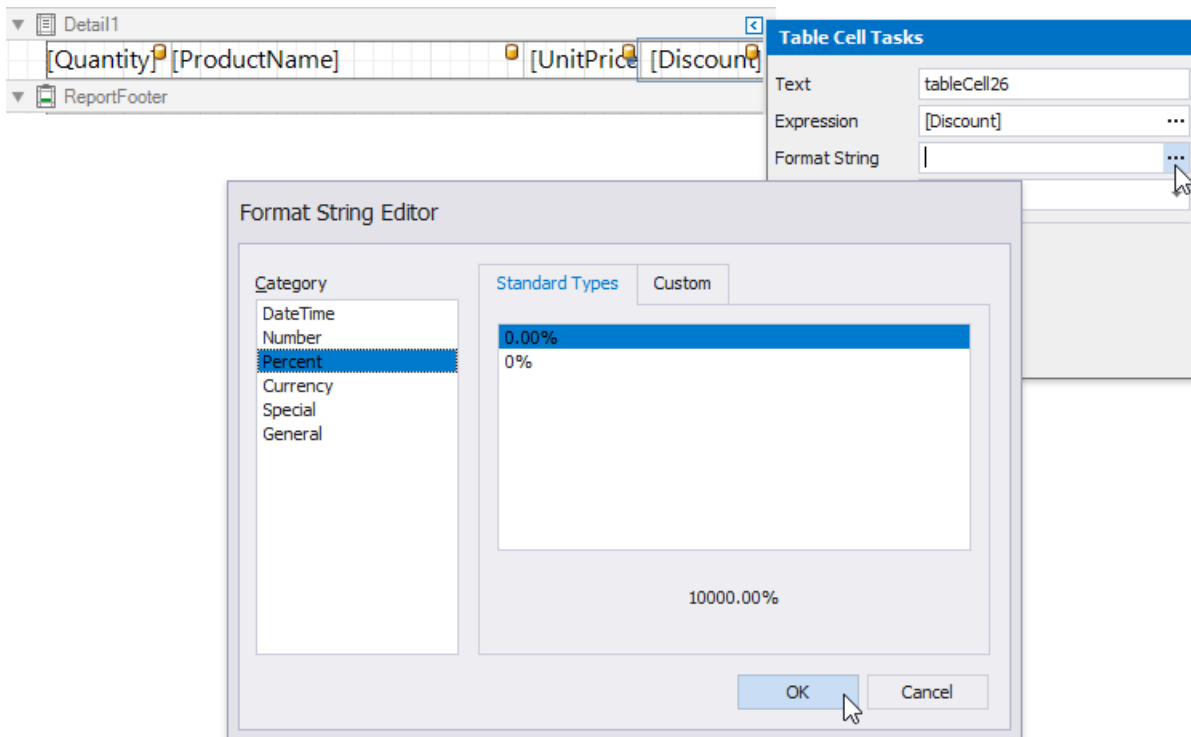 Detail1
[Quantity] [ProductName] [UnitPrice [Discount]
ReportFooter
Table Cell Tasks
Text tableCell26
Expression [Discount] ...
Format String ...
Format String Editor
Category
DateTime
Number
Percent
Currency
Special
General
Standard Types Custom
0.00%
0%
10000.00%
OK Cancel